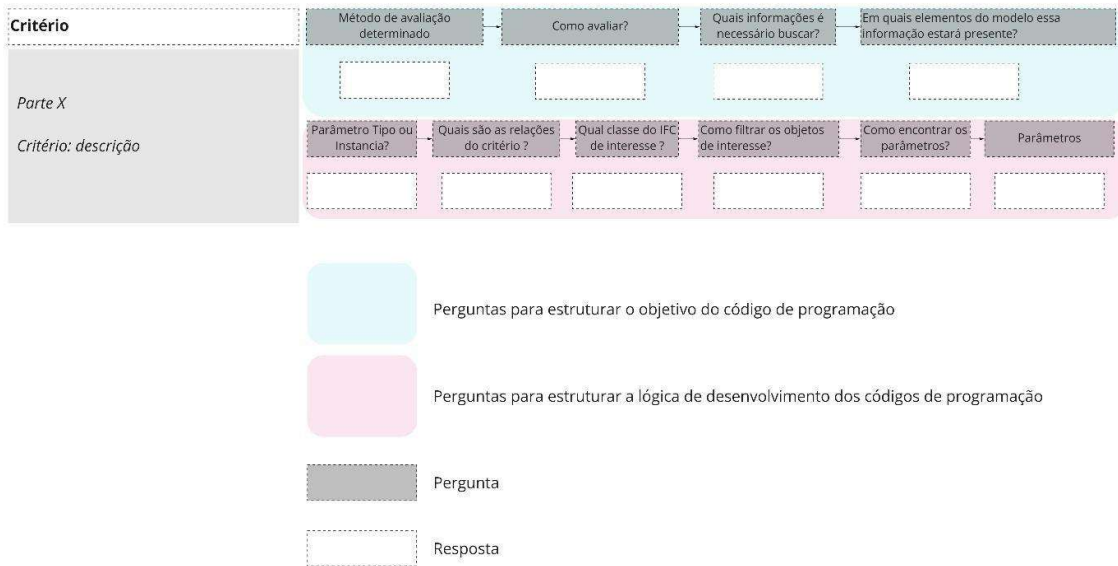 Critério
Método de avaliação
determinado
Como avaliar?
Quais informações é
necessário buscar?
Em quais elementos do modelo essa
informação estará presente?
Parte X
Critério: descrição
Parâmetro Tipo ou
Instancia?
Quais são as relações
do critério ?
Qual classe do IFC
de interesse ?
Como filtrar os objetos
de interesse?
Como encontrar os
parâmetros?
Parâmetros
Perguntas para estruturar o objetivo do código de programação
Perguntas para estruturar a lógica de desenvolvimento dos códigos de programação
Pergunta
Resposta